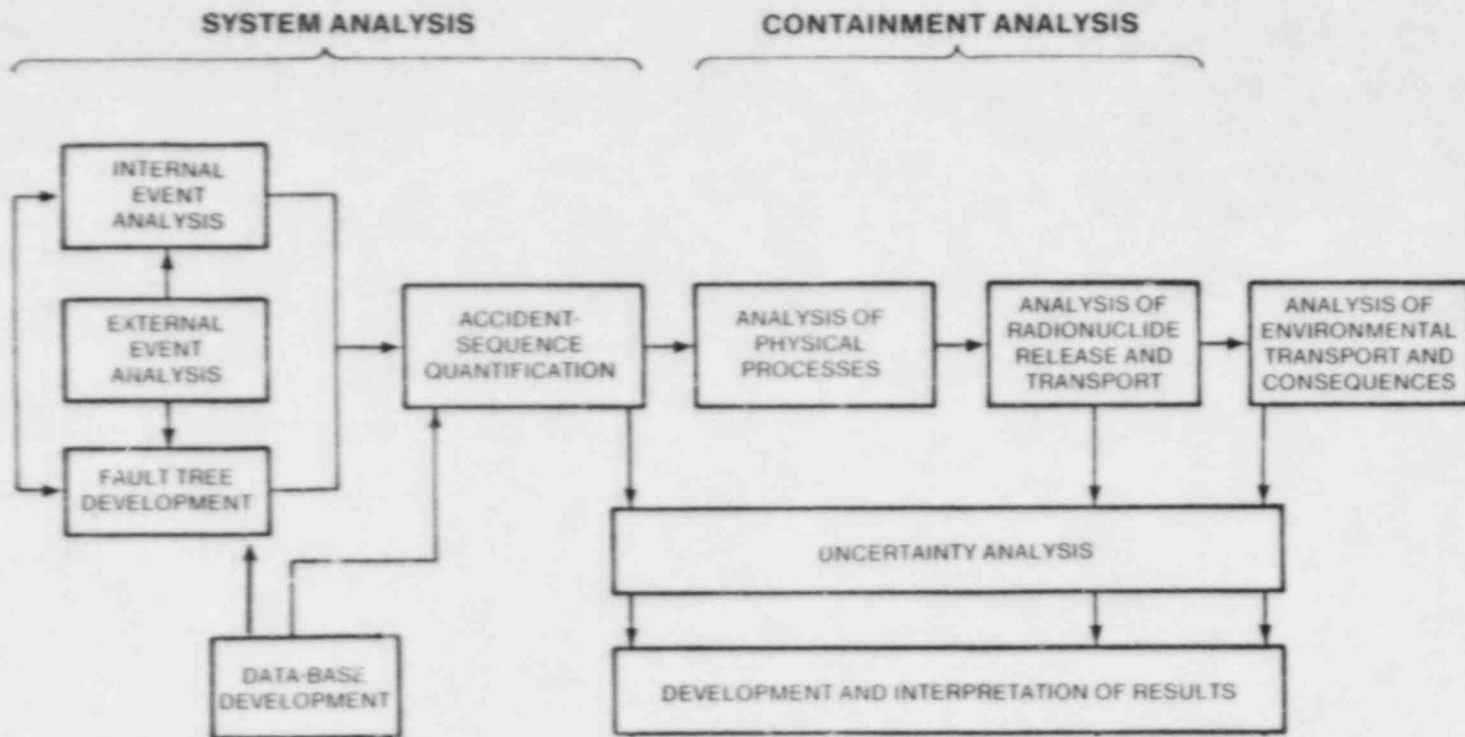 SYSTEM ANALYSIS
CONTAINMENT ANALYSIS
INTERNAL
EVENT
ANALYSIS
EXTERNAL
EVENT
ANALYSIS
FAULT TREE
DEVELOPMENT
DATA-BASE
DEVELOPMENT
ACCIDENT-
SEQUENCE
QUANTIFICATION
ANALYSIS OF
PHYSICAL
PROCESSES
ANALYSIS OF
RADIONUCLIDE
RELEASE AND
TRANSPORT
ANALYSIS OF
ENVIRONMENTAL
TRANSPORT AND
CONSEQUENCES
UNCERTAINTY ANALYSIS
DEVELOPMENT AND INTERPRETATION OF RESULTS